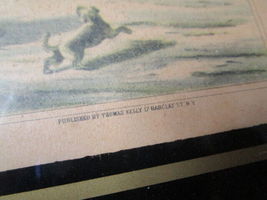 PUBLISHED BY THOMAS KELLY 17 BARCLAY ST. N.Y.